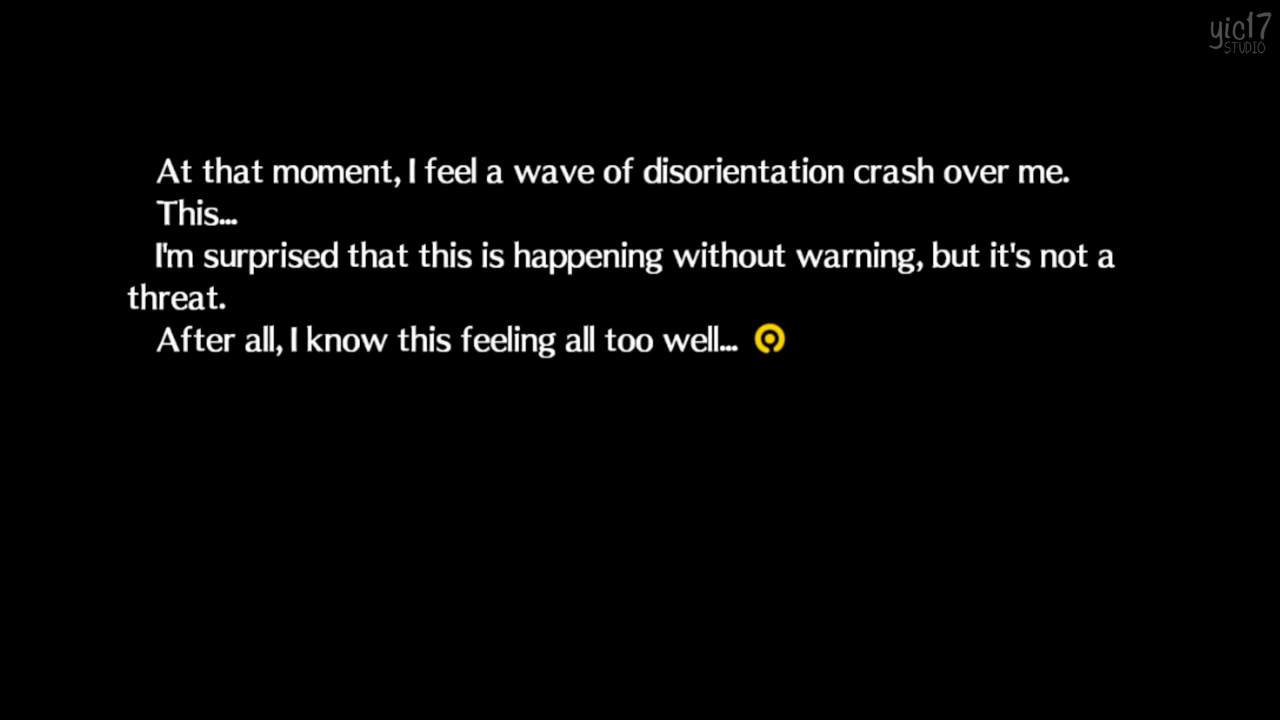 yic17
STUDIO
At that moment, I feel a wave of disorientation crash over me.
This...
I'm surprised that this is happening without warning, but it's not a
threat.
After all, I know this feeling all too well...